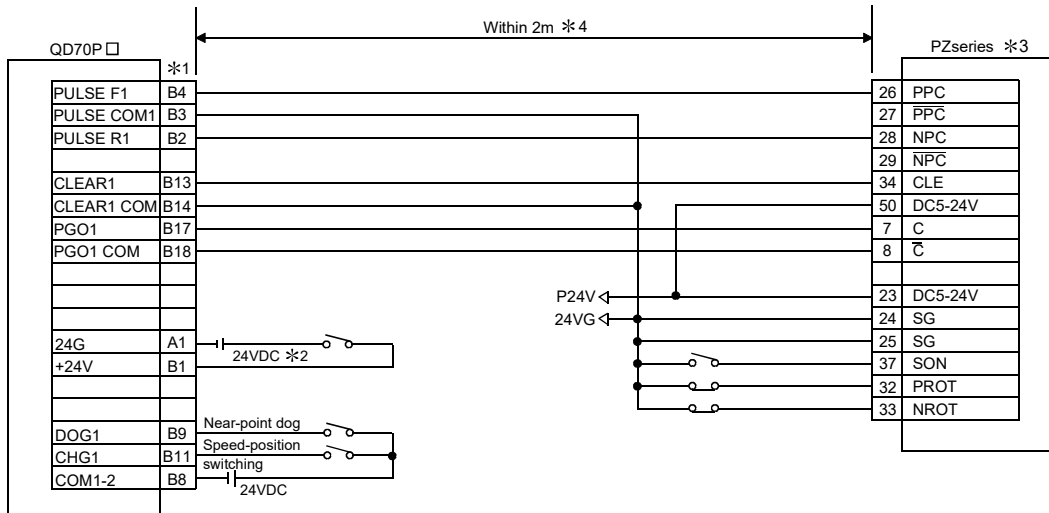 Within 2m ＊4
QD70P□
PZseries ＊3
＊1
PULSE F1 B4 26 PPC
PULSE COM1 B3 27 P̅P̅C̅
PULSE R1 B2 28 NPC
29 N̅P̅C̅
CLEAR1 B13 34 CLE
CLEAR1 COM B14 50 DC5-24V
PGO1 B17 7 C
PGO1 COM B18 8 C̅
P24V 23 DC5-24V
24VG 24 SG
24G A1 24VDC ＊2 25 SG
+24V B1 37 SON
32 PROT
33 NROT
DOG1 B9 Near-point dog
CHG1 B11 Speed-position
switching
COM1-2 B8 24VDC